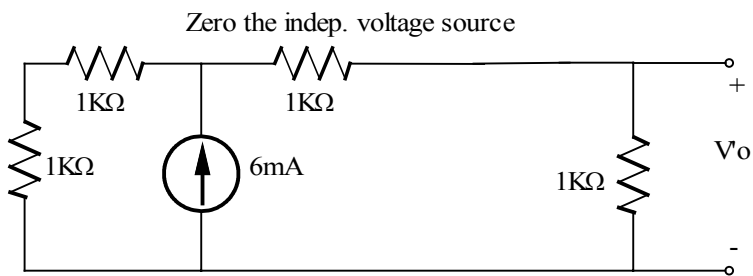 Zero the indep. voltage source
1KΩ
1KΩ
+
1KΩ
6mA
1KΩ
V'o
-